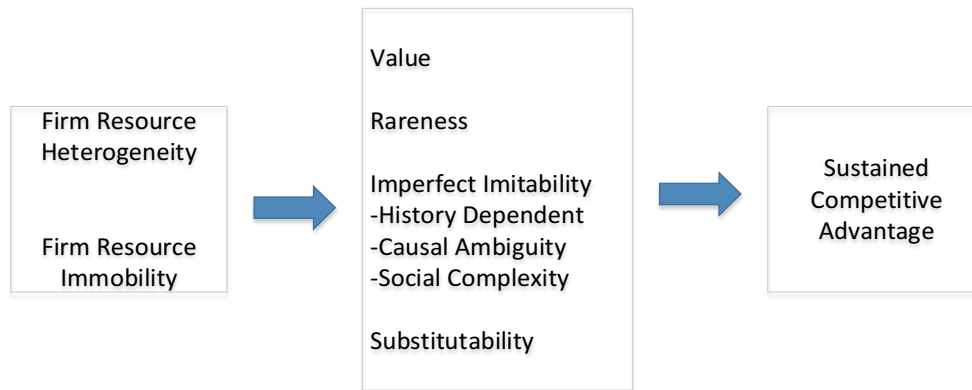 Firm Resource
Heterogeneity
Firm Resource
Immobility
Value
Rareness
Imperfect Imitability
-History Dependent
-Causal Ambiguity
-Social Complexity
Substitutability
Sustained
Competitive
Advantage